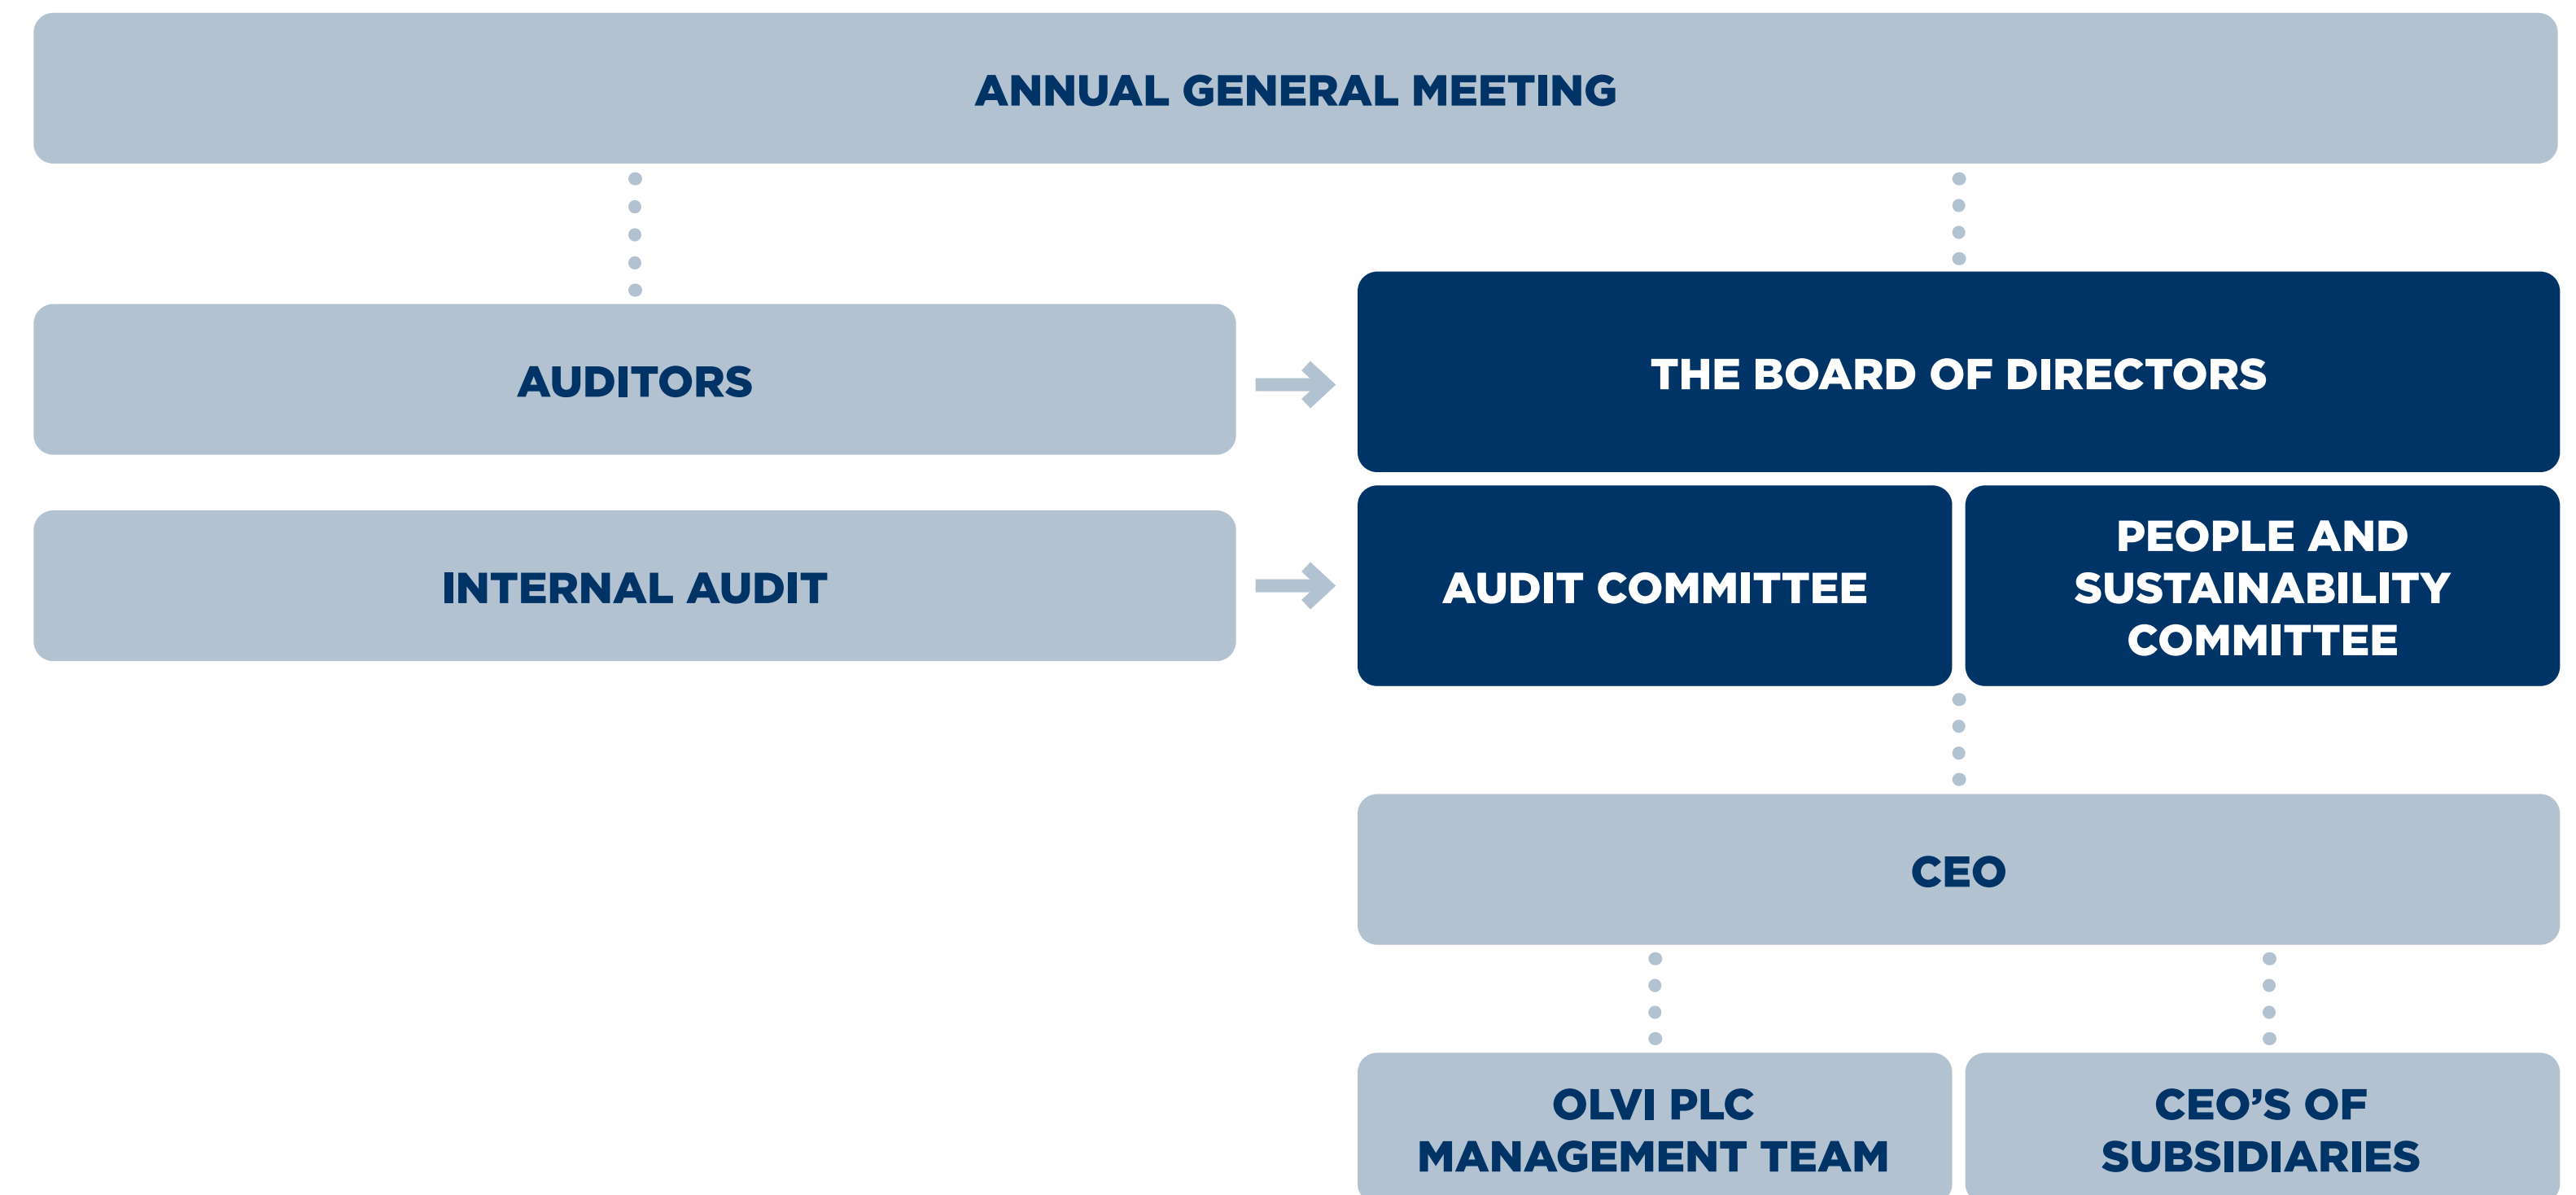 ANNUAL GENERAL MEETING
AUDITORS
THE BOARD OF DIRECTORS
INTERNAL AUDIT
AUDIT COMMITTEE
PEOPLE AND
SUSTAINABILITY
COMMITTEE
CEO
OLVI PLC
MANAGEMENT TEAM
CEO’S OF
SUBSIDIARIES